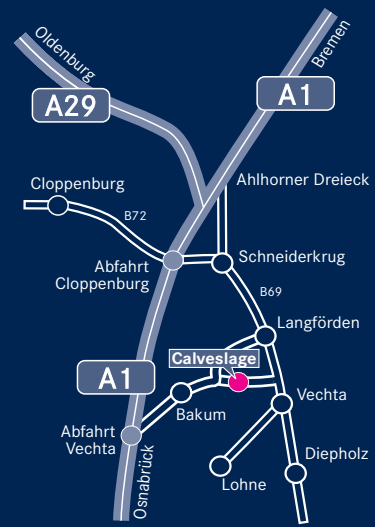 Oldenburg
Bremen
A29
A1
Cloppenburg
Ahlhorner Dreieck
B72
Abfahrt
Cloppenburg
Schneiderkrug
B69
Langförden
Calveslage
A1
Bakum
Vechta
Abfahrt
Vechta
Osnabrück
Lohne
Diepholz